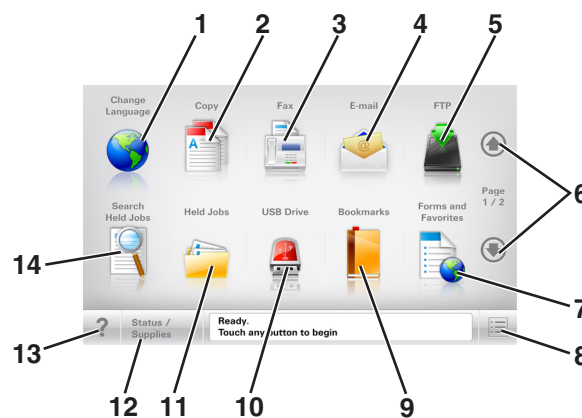 1 2 3 4 5
Change Language
Copy
Fax
E-mail
FTP
6
Page
1 / 2
Search Held Jobs
Held Jobs
USB Drive
Bookmarks
Forms and Favorites
A
@
14
7
?
Status / Supplies
Ready.
Touch any button to begin
8
13 12 11 10 9